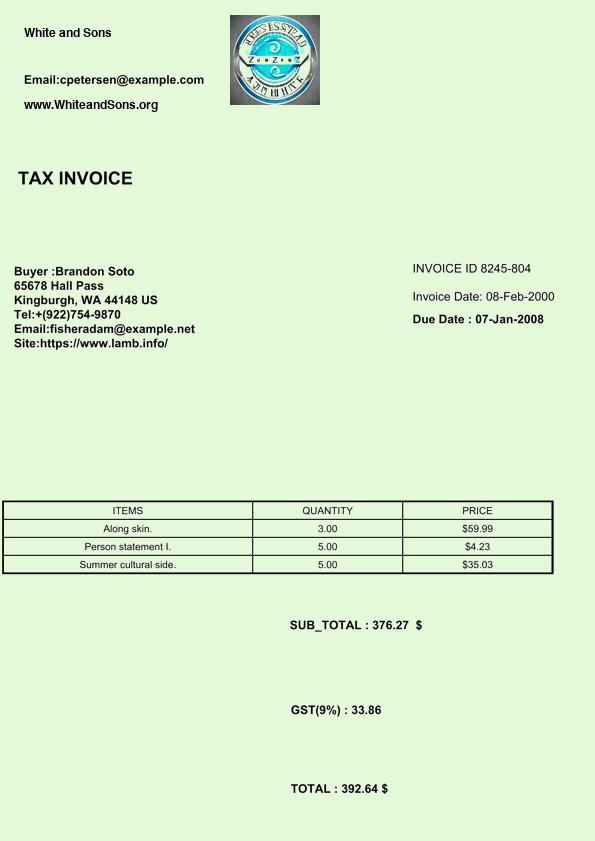 White and Sons
Email:cpetersen@example.com
www.WhiteandSons.org
TAX INVOICE
Buyer :Brandon Soto
65678 Hall Pass
Kingburgh, WA 44148 US
Tel:+(922)754-9870
Email:fisheradam@example.net
Site:https://www.lamb.info/
INVOICE ID 8245-804
Invoice Date: 08-Feb-2000
Due Date : 07-Jan-2008
ITEMS QUANTITY PRICE
Along skin. 3.00 $59.99
Person statement I. 5.00 $4.23
Summer cultural side. 5.00 $35.03
SUB_TOTAL : 376.27 $
GST(9%) : 33.86
TOTAL : 392.64 $